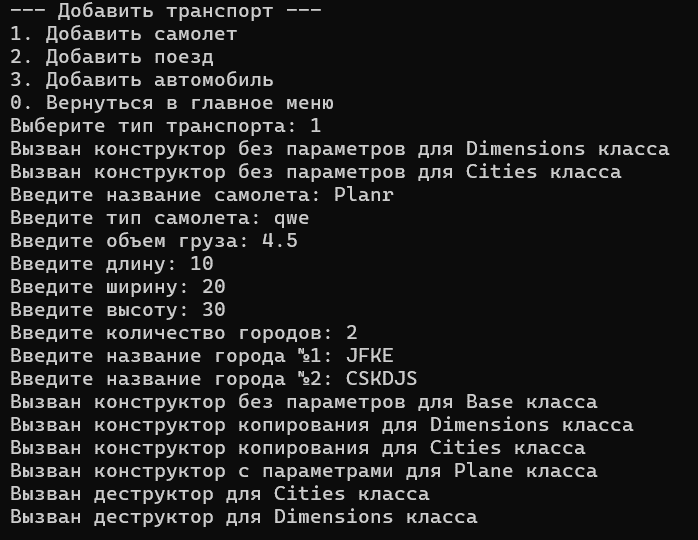 --- Добавить транспорт ---
1. Добавить самолет
2. Добавить поезд
3. Добавить автомобиль
0. Вернуться в главное меню
Выберите тип транспорта: 1
Вызван конструктор без параметров для Dimensions класса
Вызван конструктор без параметров для Cities класса
Введите название самолета: Planr
Введите тип самолета: qwe
Введите объем груза: 4.5
Введите длину: 10
Введите ширину: 20
Введите высоту: 30
Введите количество городов: 2
Введите название города №1: JFKE
Введите название города №2: CSKDJS
Вызван конструктор без параметров для Base класса
Вызван конструктор копирования для Dimensions класса
Вызван конструктор копирования для Cities класса
Вызван конструктор с параметрами для Plane класса
Вызван деструктор для Cities класса
Вызван деструктор для Dimensions класса